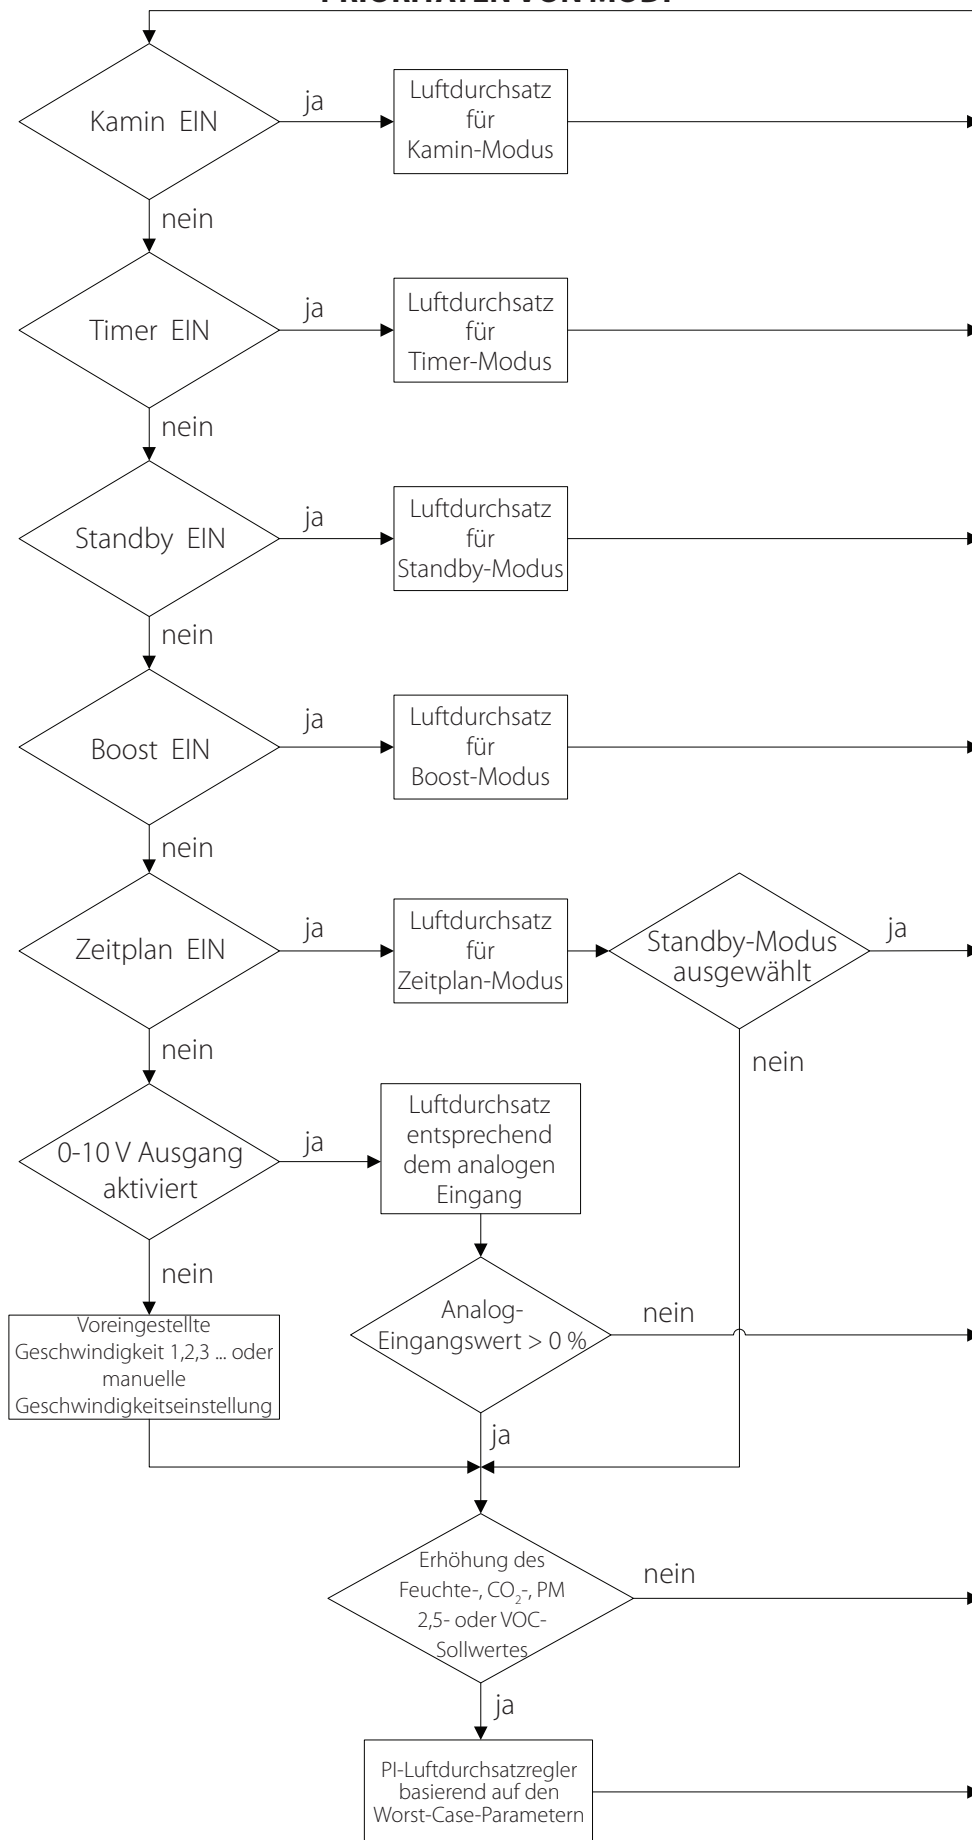 PRIORITÄTEN VON MODI
Kamin EIN
ja
Luftdurchsatz
für
Kamin-Modus
nein
Timer EIN
ja
Luftdurchsatz
für
Timer-Modus
nein
Standby EIN
ja
Luftdurchsatz
für
Standby-Modus
nein
Boost EIN
ja
Luftdurchsatz
für
Boost-Modus
nein
Zeitplan EIN
ja
Luftdurchsatz
für
Zeitplan-Modus
Standby-Modus
ausgewählt
ja
nein
nein
0-10 V Ausgang
aktiviert
ja
Luftdurchsatz
entsprechend
dem analogen
Eingang
nein
Voreingestellte
Geschwindigkeit 1,2,3 ... oder
manuelle
Geschwindigkeitseinstellung
Analog-
Eingangswert > 0 %
nein
ja
Erhöhung des
Feuchte-, CO₂-, PM
2,5- oder VOC-
Sollwertes
nein
ja
PI-Luftdurchsatzregler
basierend auf den
Worst-Case-Parametern